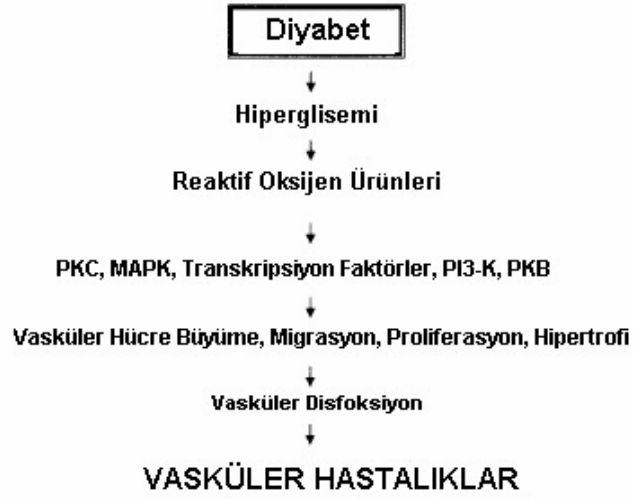 Diyabet
Hiperglisemi
Reaktif Oksijen Ürünleri
PKC, MAPK, Transkripsiyon Faktörler, PI3-K, PKB
Vasküler Hücre Büyüme, Migrasyon, Proliferasyon, Hipertrofi
Vasküler Disfoksiyon
VASKÜLER HASTALIKLAR